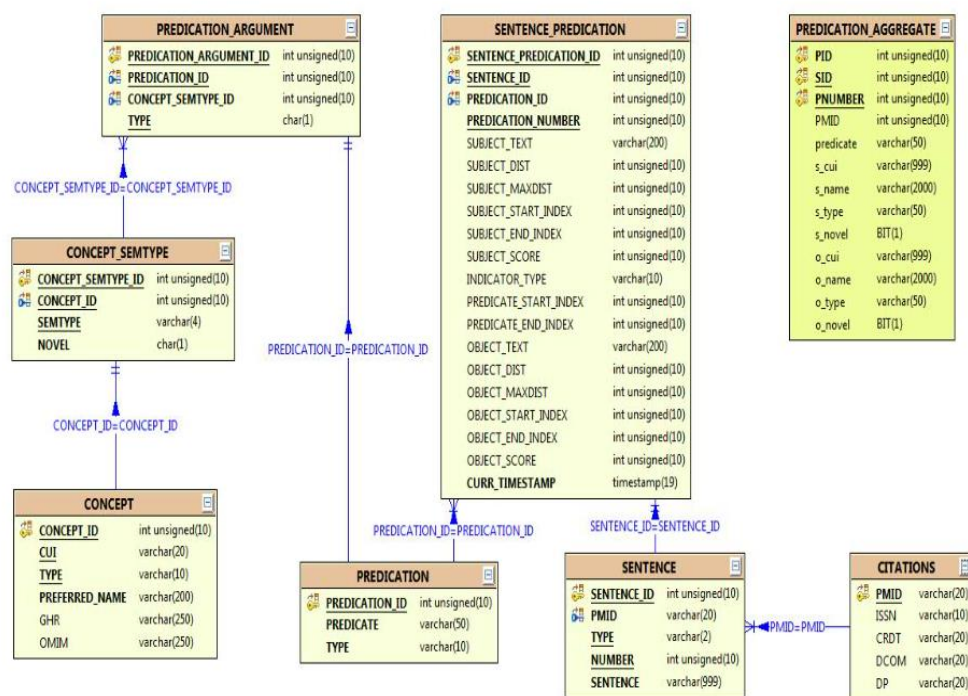 PREDICATION_ARGUMENT
PREDICATION_ARGUMENT_ID int unsigned(10)
PREDICATION_ID int unsigned(10)
CONCEPT_SEMTYPE_ID int unsigned(10)
TYPE char(1)
CONCEPT_SEMTYPE_ID=CONCEPT_SEMTYPE_ID
CONCEPT_SEMTYPE
CONCEPT_SEMTYPE_ID int unsigned(10)
CONCEPT_ID int unsigned(10)
SEMTYPE varchar(4)
NOVEL char(1)
CONCEPT_ID=CONCEPT_ID
CONCEPT
CONCEPT_ID int unsigned(10)
CUI varchar(20)
TYPE varchar(10)
PREFERRED_NAME varchar(200)
GHR varchar(250)
OMIM varchar(250)
PREDICATION_ID=PREDICATION_ID
SENTENCE_PREDICATION
SENTENCE_PREDICATION_ID int unsigned(10)
SENTENCE_ID int unsigned(10)
PREDICATION_ID int unsigned(10)
PREDICATION_NUMBER int unsigned(10)
SUBJECT_TEXT varchar(200)
SUBJECT_DIST int unsigned(10)
SUBJECT_MAXDIST int unsigned(10)
SUBJECT_START_INDEX int unsigned(10)
SUBJECT_END_INDEX int unsigned(10)
SUBJECT_SCORE int unsigned(10)
INDICATOR_TYPE varchar(10)
PREDICATE_START_INDEX int unsigned(10)
PREDICATE_END_INDEX int unsigned(10)
OBJECT_TEXT varchar(200)
OBJECT_DIST int unsigned(10)
OBJECT_MAXDIST int unsigned(10)
OBJECT_START_INDEX int unsigned(10)
OBJECT_END_INDEX int unsigned(10)
OBJECT_SCORE int unsigned(10)
CURR_TIMESTAMP timestamp(19)
PREDICATION_ID=PREDICATION_ID
SENTENCE_ID=SENTENCE_ID
PREDICATION
PREDICATION_ID int unsigned(10)
PREDICATE varchar(50)
TYPE varchar(10)
SENTENCE
SENTENCE_ID int unsigned(10)
PMID varchar(20)
TYPE varchar(2)
NUMBER int unsigned(10)
SENTENCE varchar(999)
PMID=PMID
CITATIONS
PMID varchar(20)
ISSN varchar(10)
CRDT varchar(20)
DCOM varchar(20)
DP varchar(20)
PREDICATION_AGGREGATE
PID int unsigned(10)
SID int unsigned(10)
PNUMBER int unsigned(10)
PMID int unsigned(10)
predicate varchar(50)
s_cui varchar(999)
s_name varchar(2000)
s_type varchar(50)
s_novel BIT(1)
o_cui varchar(999)
o_name varchar(2000)
o_type varchar(50)
o_novel BIT(1)